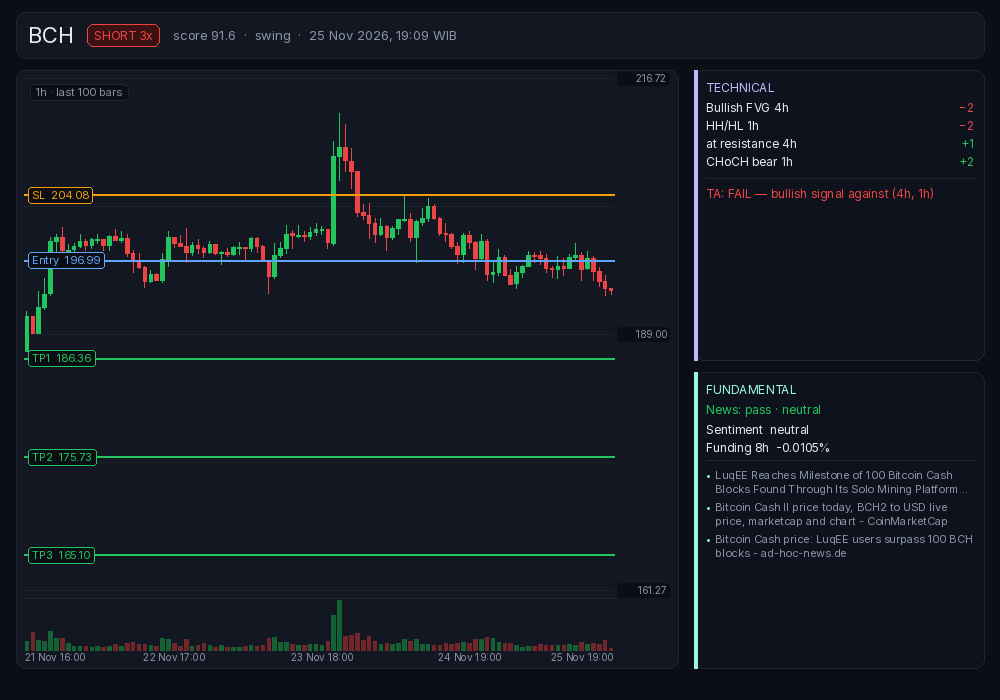 BCH SHORT 3x score 91.6 · swing · 25 Nov 2026, 19:09 WIB
1h · last 100 bars
216.72
SL 204.08
Entry 196.99
189.00
TP1 186.36
TP2 175.73
TP3 165.10
161.27
21 Nov 16:00 22 Nov 17:00 23 Nov 18:00 24 Nov 19:00 25 Nov 19:00
TECHNICAL
Bullish FVG 4h −2
HH/HL 1h −2
at resistance 4h +1
CHoCH bear 1h +2
TA: FAIL — bullish signal against (4h, 1h)
FUNDAMENTAL
News: pass · neutral
Sentiment neutral
Funding 8h -0.0105%
• LuqEE Reaches Milestone of 100 Bitcoin Cash
Blocks Found Through Its Solo Mining Platform...
• Bitcoin Cash II price today, BCH2 to USD live
price, marketcap and chart - CoinMarketCap
• Bitcoin Cash price: LuqEE users surpass 100 BCH
blocks - ad-hoc-news.de